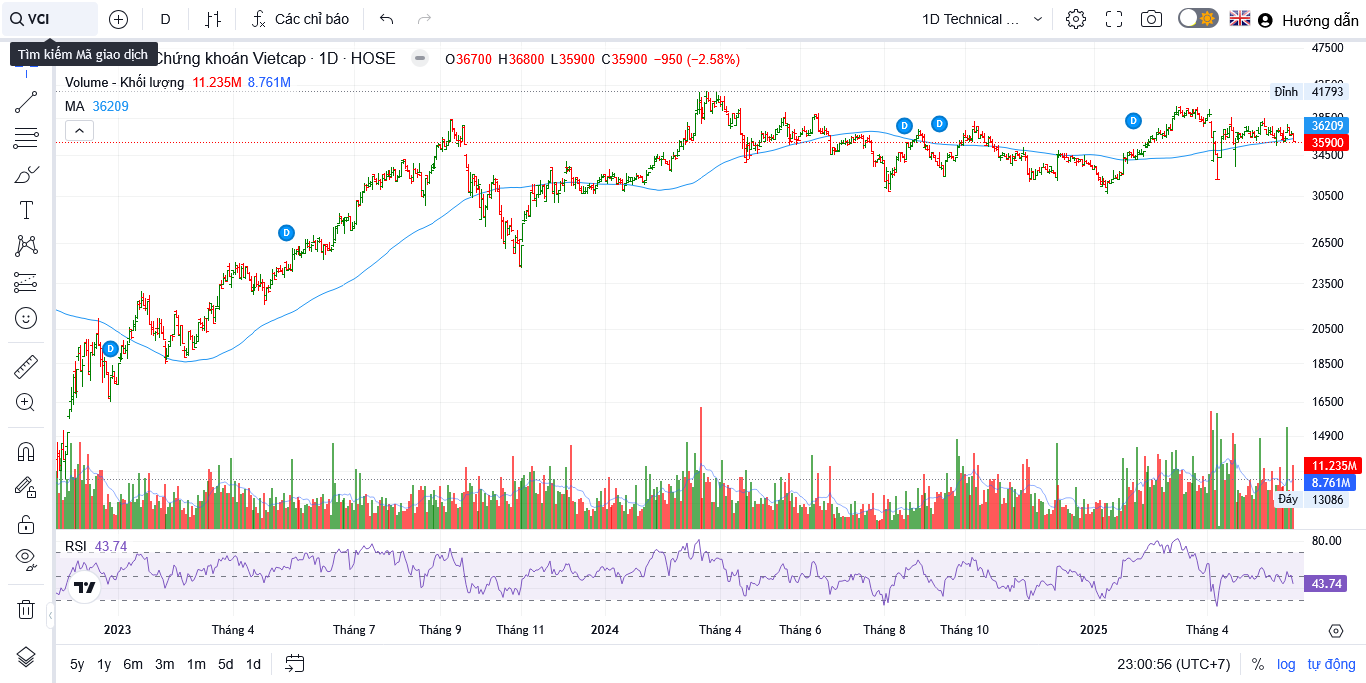 VCI
D
Các chỉ báo
1D Technical ...
Hướng dẫn
Tìm kiếm Mã giao dịch
Chứng khoán Vietcap · 1D · HOSE
O36700 H36800 L35900 C35900 −950 (−2.58%)
Volume - Khối lượng 11.235M 8.761M
MA 36209
47500
Đỉnh 41793
36209
35900
34500
30500
26500
23500
20500
18500
16500
14900
11.235M
8.761M
Đáy 13086
D
D
D
D
D
RSI 43.74
80.00
43.74
2023 Tháng 4 Tháng 7 Tháng 9 Tháng 11 2024 Tháng 4 Tháng 6 Tháng 8 Tháng 10 2025 Tháng 4
5y 1y 6m 3m 1m 5d 1d
23:00:56 (UTC+7) % log tự động